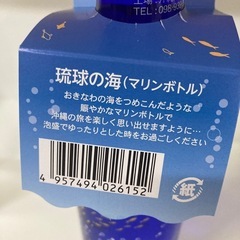 琉球の海(マリンボトル)
おきなわの海をつめこんだような
賑やかなマリンボトルで
沖縄の旅を楽しく思い出せますように…
泡盛でゆったりとした時をお過ごしください
4 957494 026152
紙